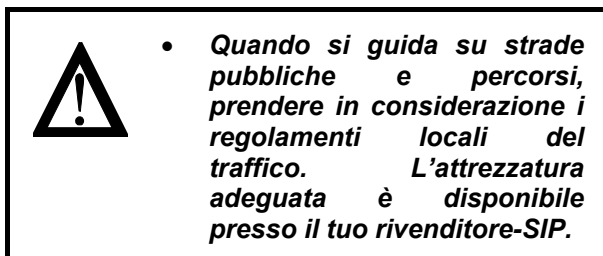 • Quando si guida su strade
pubbliche e percorsi,
prendere in considerazione i
regolamenti locali del
traffico. L'attrezzatura
adeguata è disponibile
presso il tuo rivenditore-SIP.